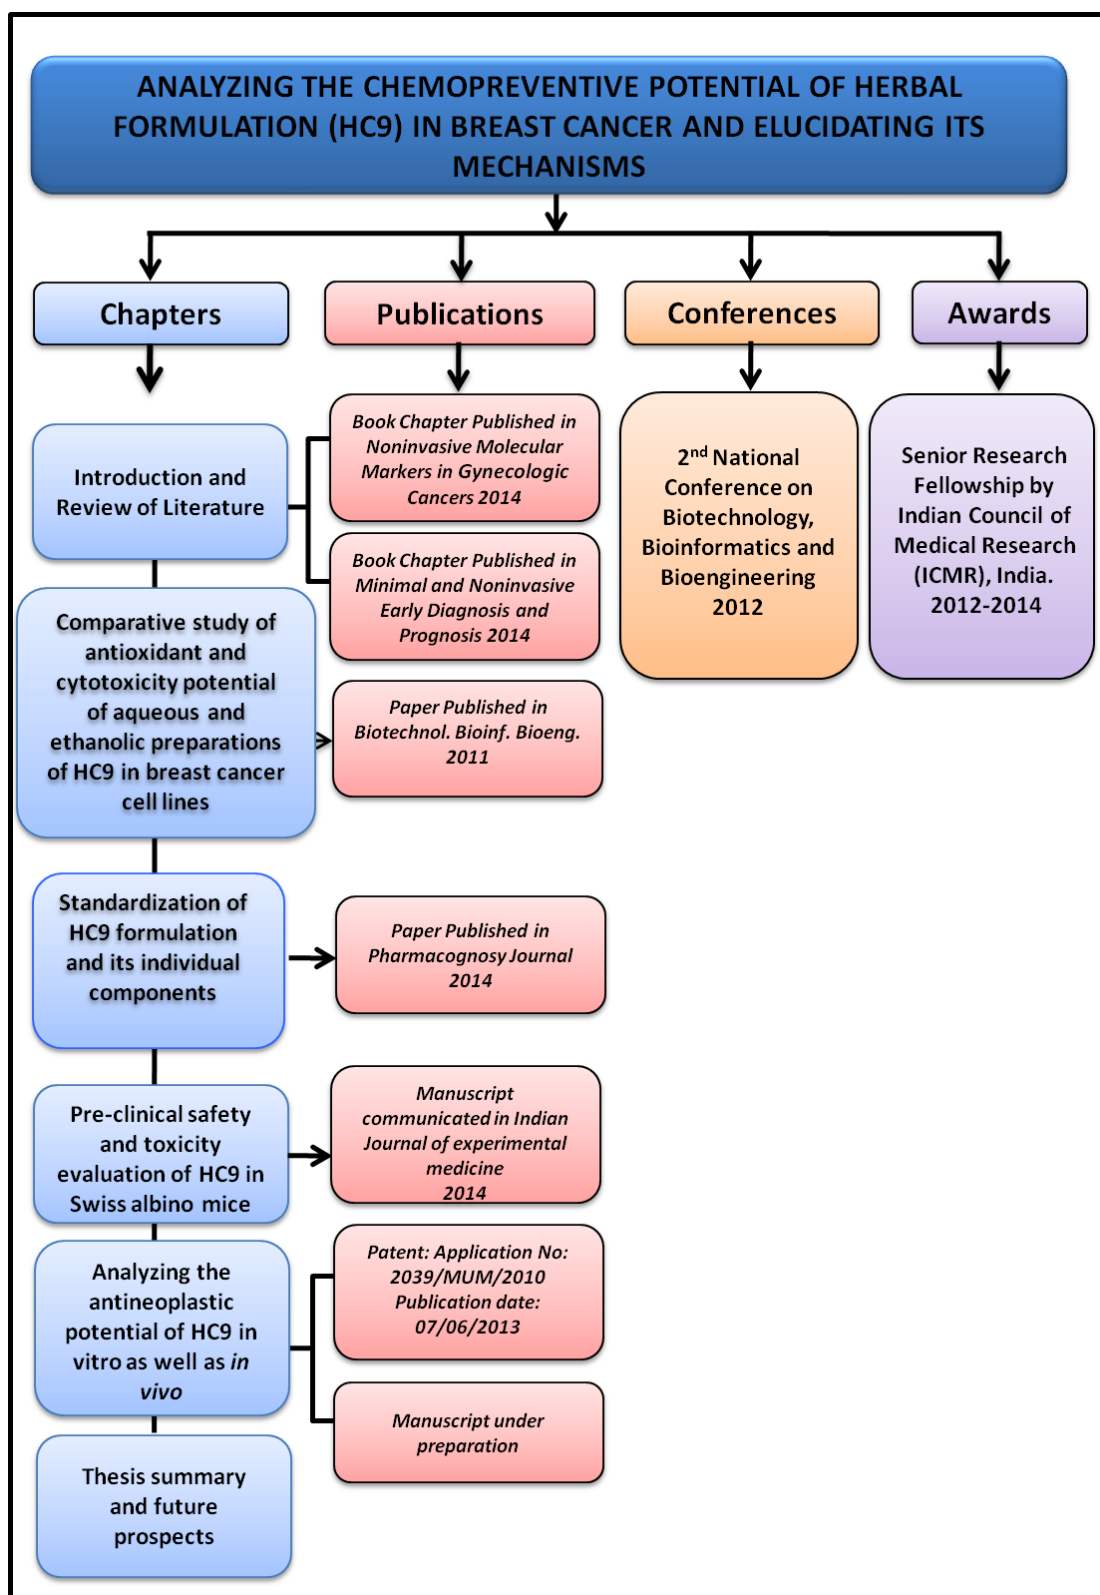 ANALYZING THE CHEMOPREVENTIVE POTENTIAL OF HERBAL
FORMULATION (HC9) IN BREAST CANCER AND ELUCIDATING ITS
MECHANISMS
Chapters
Publications
Conferences
Awards
Introduction and
Review of Literature
Book Chapter Published in
Noninvasive Molecular
Markers in Gynecologic
Cancers 2014
Book Chapter Published in
Minimal and Noninvasive
Early Diagnosis and
Prognosis 2014
2nd National
Conference on
Biotechnology,
Bioinformatics and
Bioengineering
2012
Senior Research
Fellowship by
Indian Council of
Medical Research
(ICMR), India.
2012-2014
Comparative study of
antioxidant and
cytotoxicity potential
of aqueous and
ethanolic preparations
of HC9 in breast cancer
cell lines
Paper Published in
Biotechnol. Bioinf. Bioeng.
2011
Standardization of
HC9 formulation
and its individual
components
Paper Published in
Pharmacognosy Journal
2014
Pre-clinical safety
and toxicity
evaluation of HC9 in
Swiss albino mice
Manuscript
communicated in Indian
Journal of experimental
medicine
2014
Analyzing the
antineoplastic
potential of HC9 in
vitro as well as in
vivo
Patent: Application No:
2039/MUM/2010
Publication date:
07/06/2013
Manuscript under
preparation
Thesis summary
and future
prospects